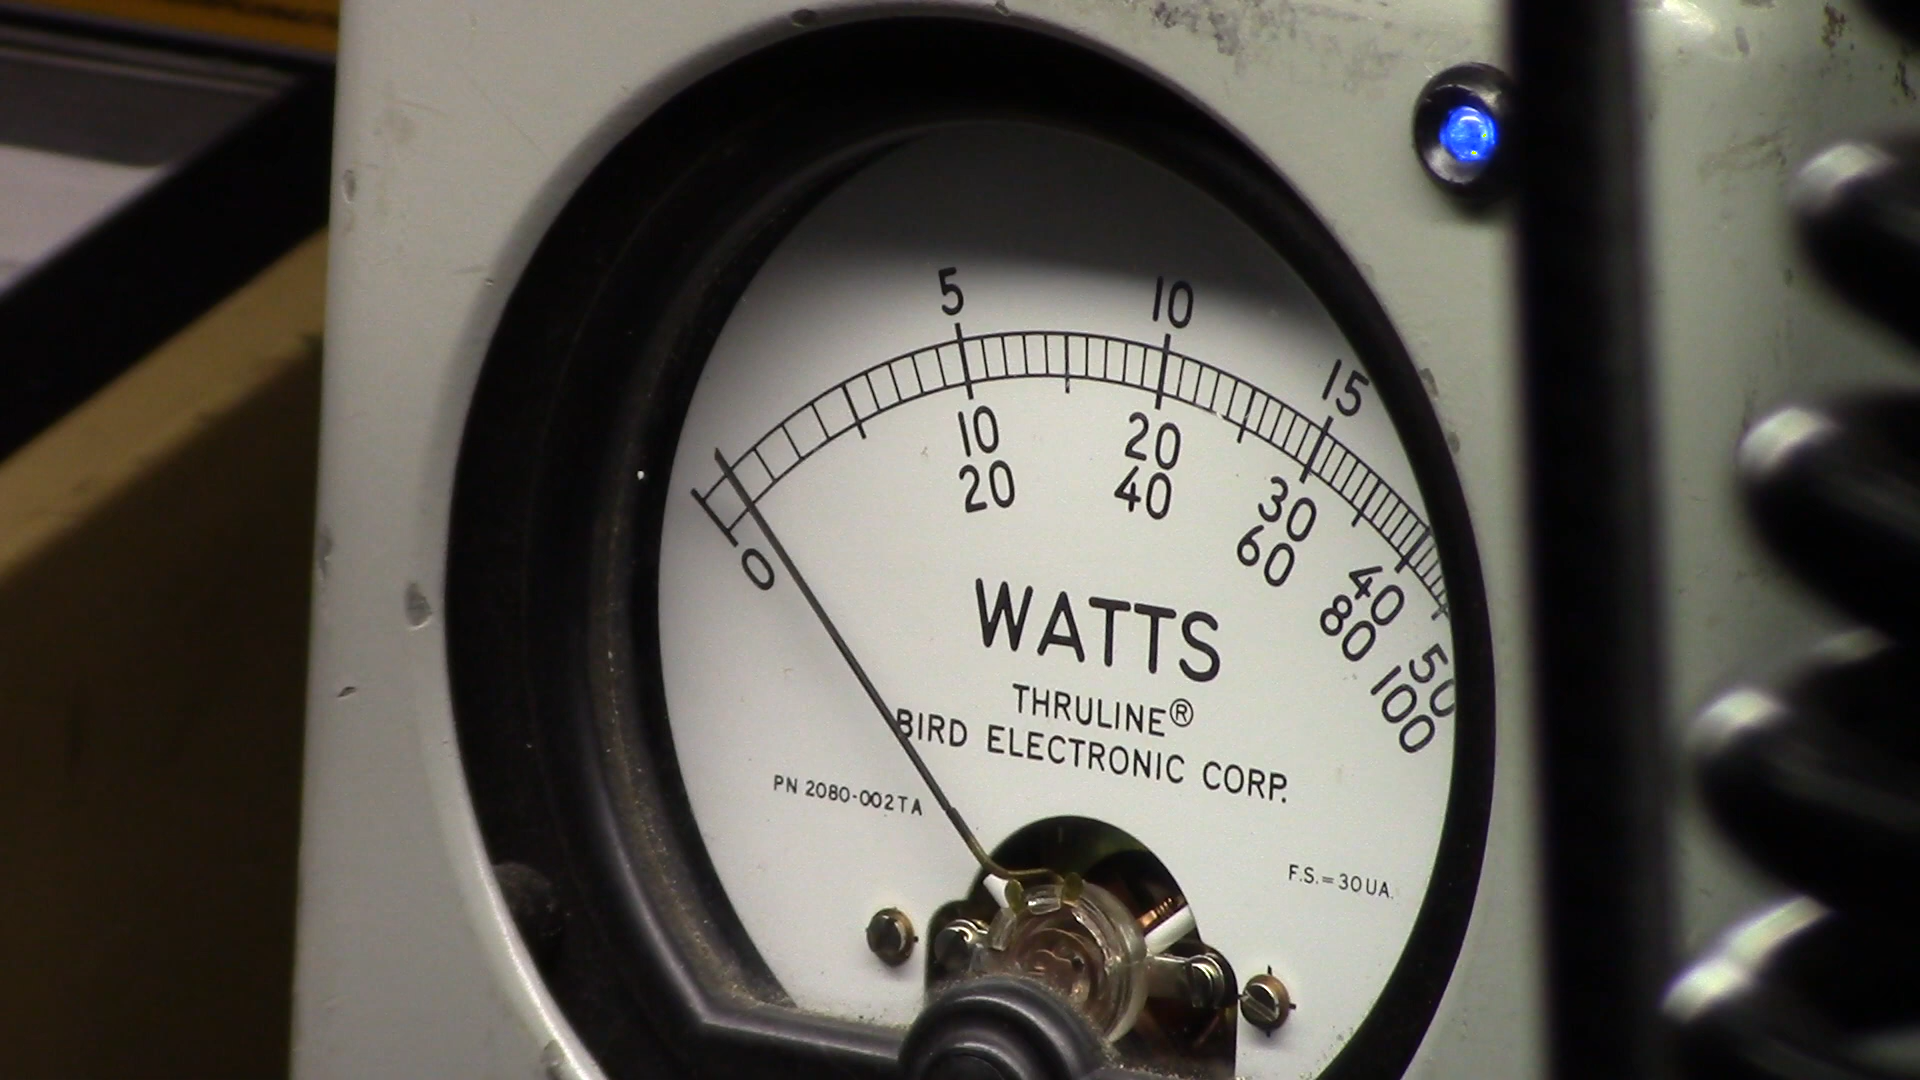 5 10 15
0 10 20 30 40 50
20 40 60 80 100
WATTS
THRULINE®
BIRD ELECTRONIC CORP.
PN 2080-002TA
F.S.=30UA.